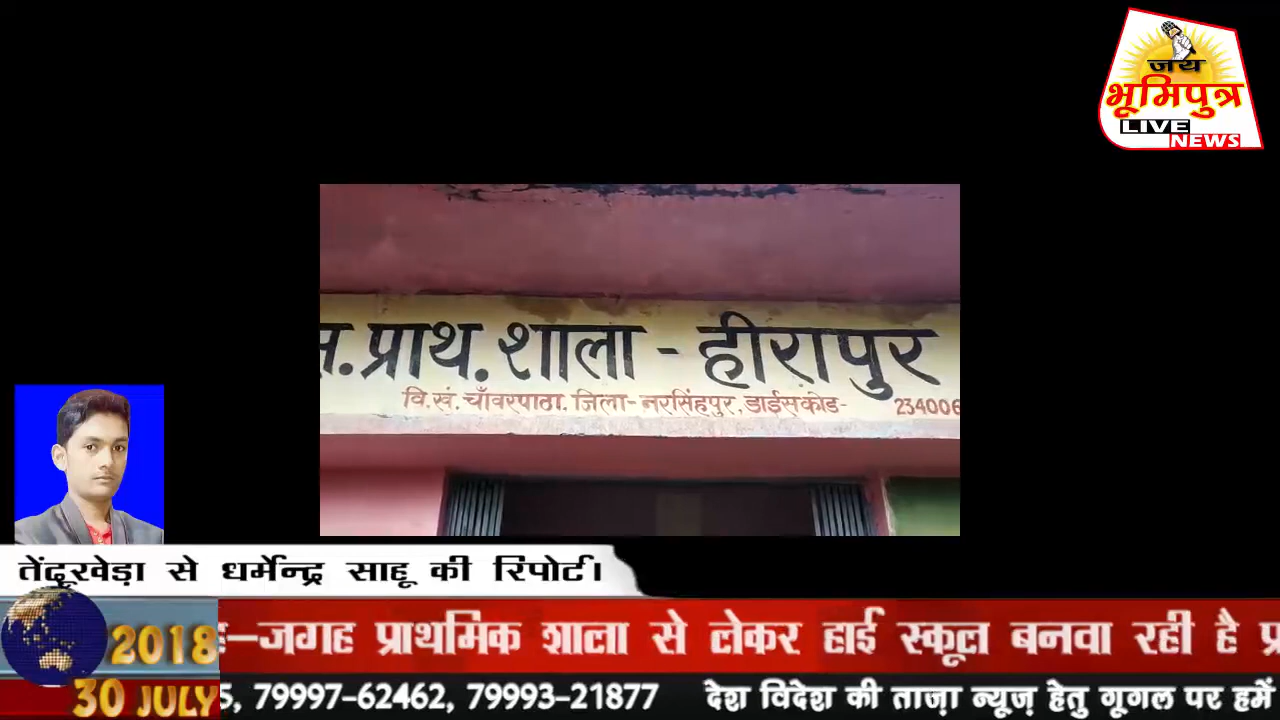 जय
भूमिपुत्र
LIVE
NEWS
प्राथ. शाला - हीरापुर
वि.खं. चाँवरपाठा. जिला- नरसिंहपुर, डाईसकोड- 234006
तेंदूखेड़ा से धर्मेन्द्र साहू की रिपोर्ट।
2018 –जगह प्राथमिक शाला से लेकर हाई स्कूल बनवा रही है
30 JULY 5, 79997-62462, 79993-21877 देश विदेश की ताज़ा न्यूज़ हेतु गूगल पर हमें